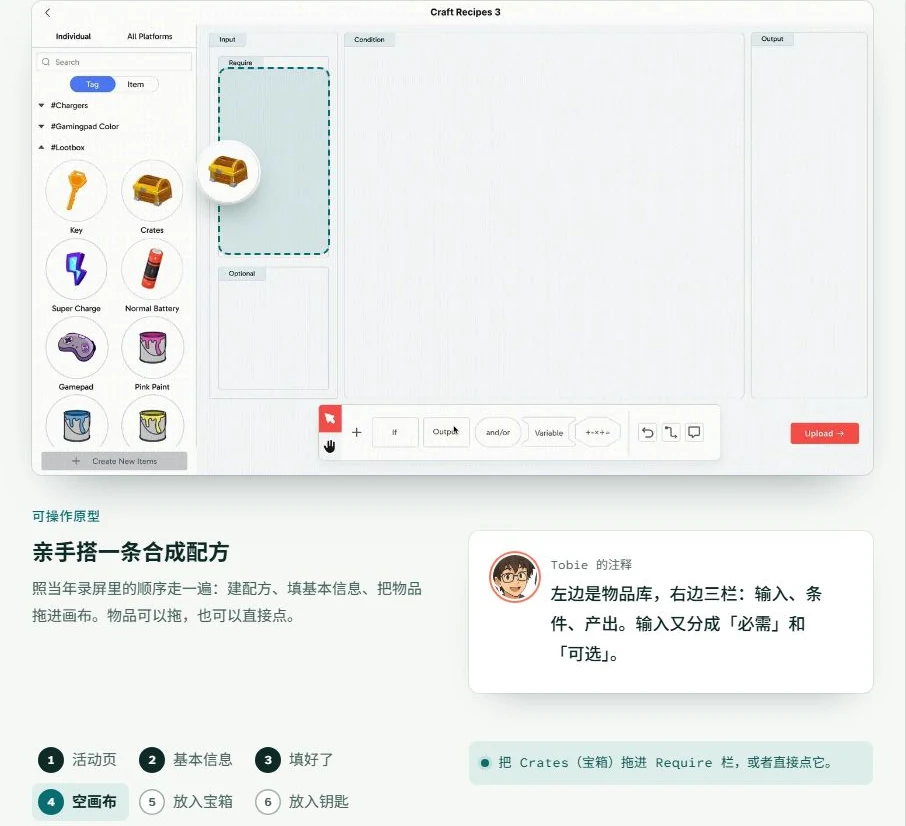 Craft Recipes 3
Individual
All Platforms
Search
Tag
Item
#Chargers
#Gamingpad Color
#Lootbox
Key
Crates
Super Charge
Normal Battery
Gamepad
Pink Paint
+ Create New Items
Input
Require
Optional
Condition
Output
If
Output
and/or
Variable
+-×÷=
Upload →
可操作原型
亲手搭一条合成配方
照当年录屏里的顺序走一遍：建配方、填基本信息、把物品
拖进画布。物品可以拖，也可以直接点。
Tobie 的注释
左边是物品库，右边三栏：输入、条
件、产出。输入又分成「必需」和
「可选」。
1 活动页
2 基本信息
3 填好了
4 空画布
5 放入宝箱
6 放入钥匙
把 Crates（宝箱）拖进 Require 栏，或者直接点它。